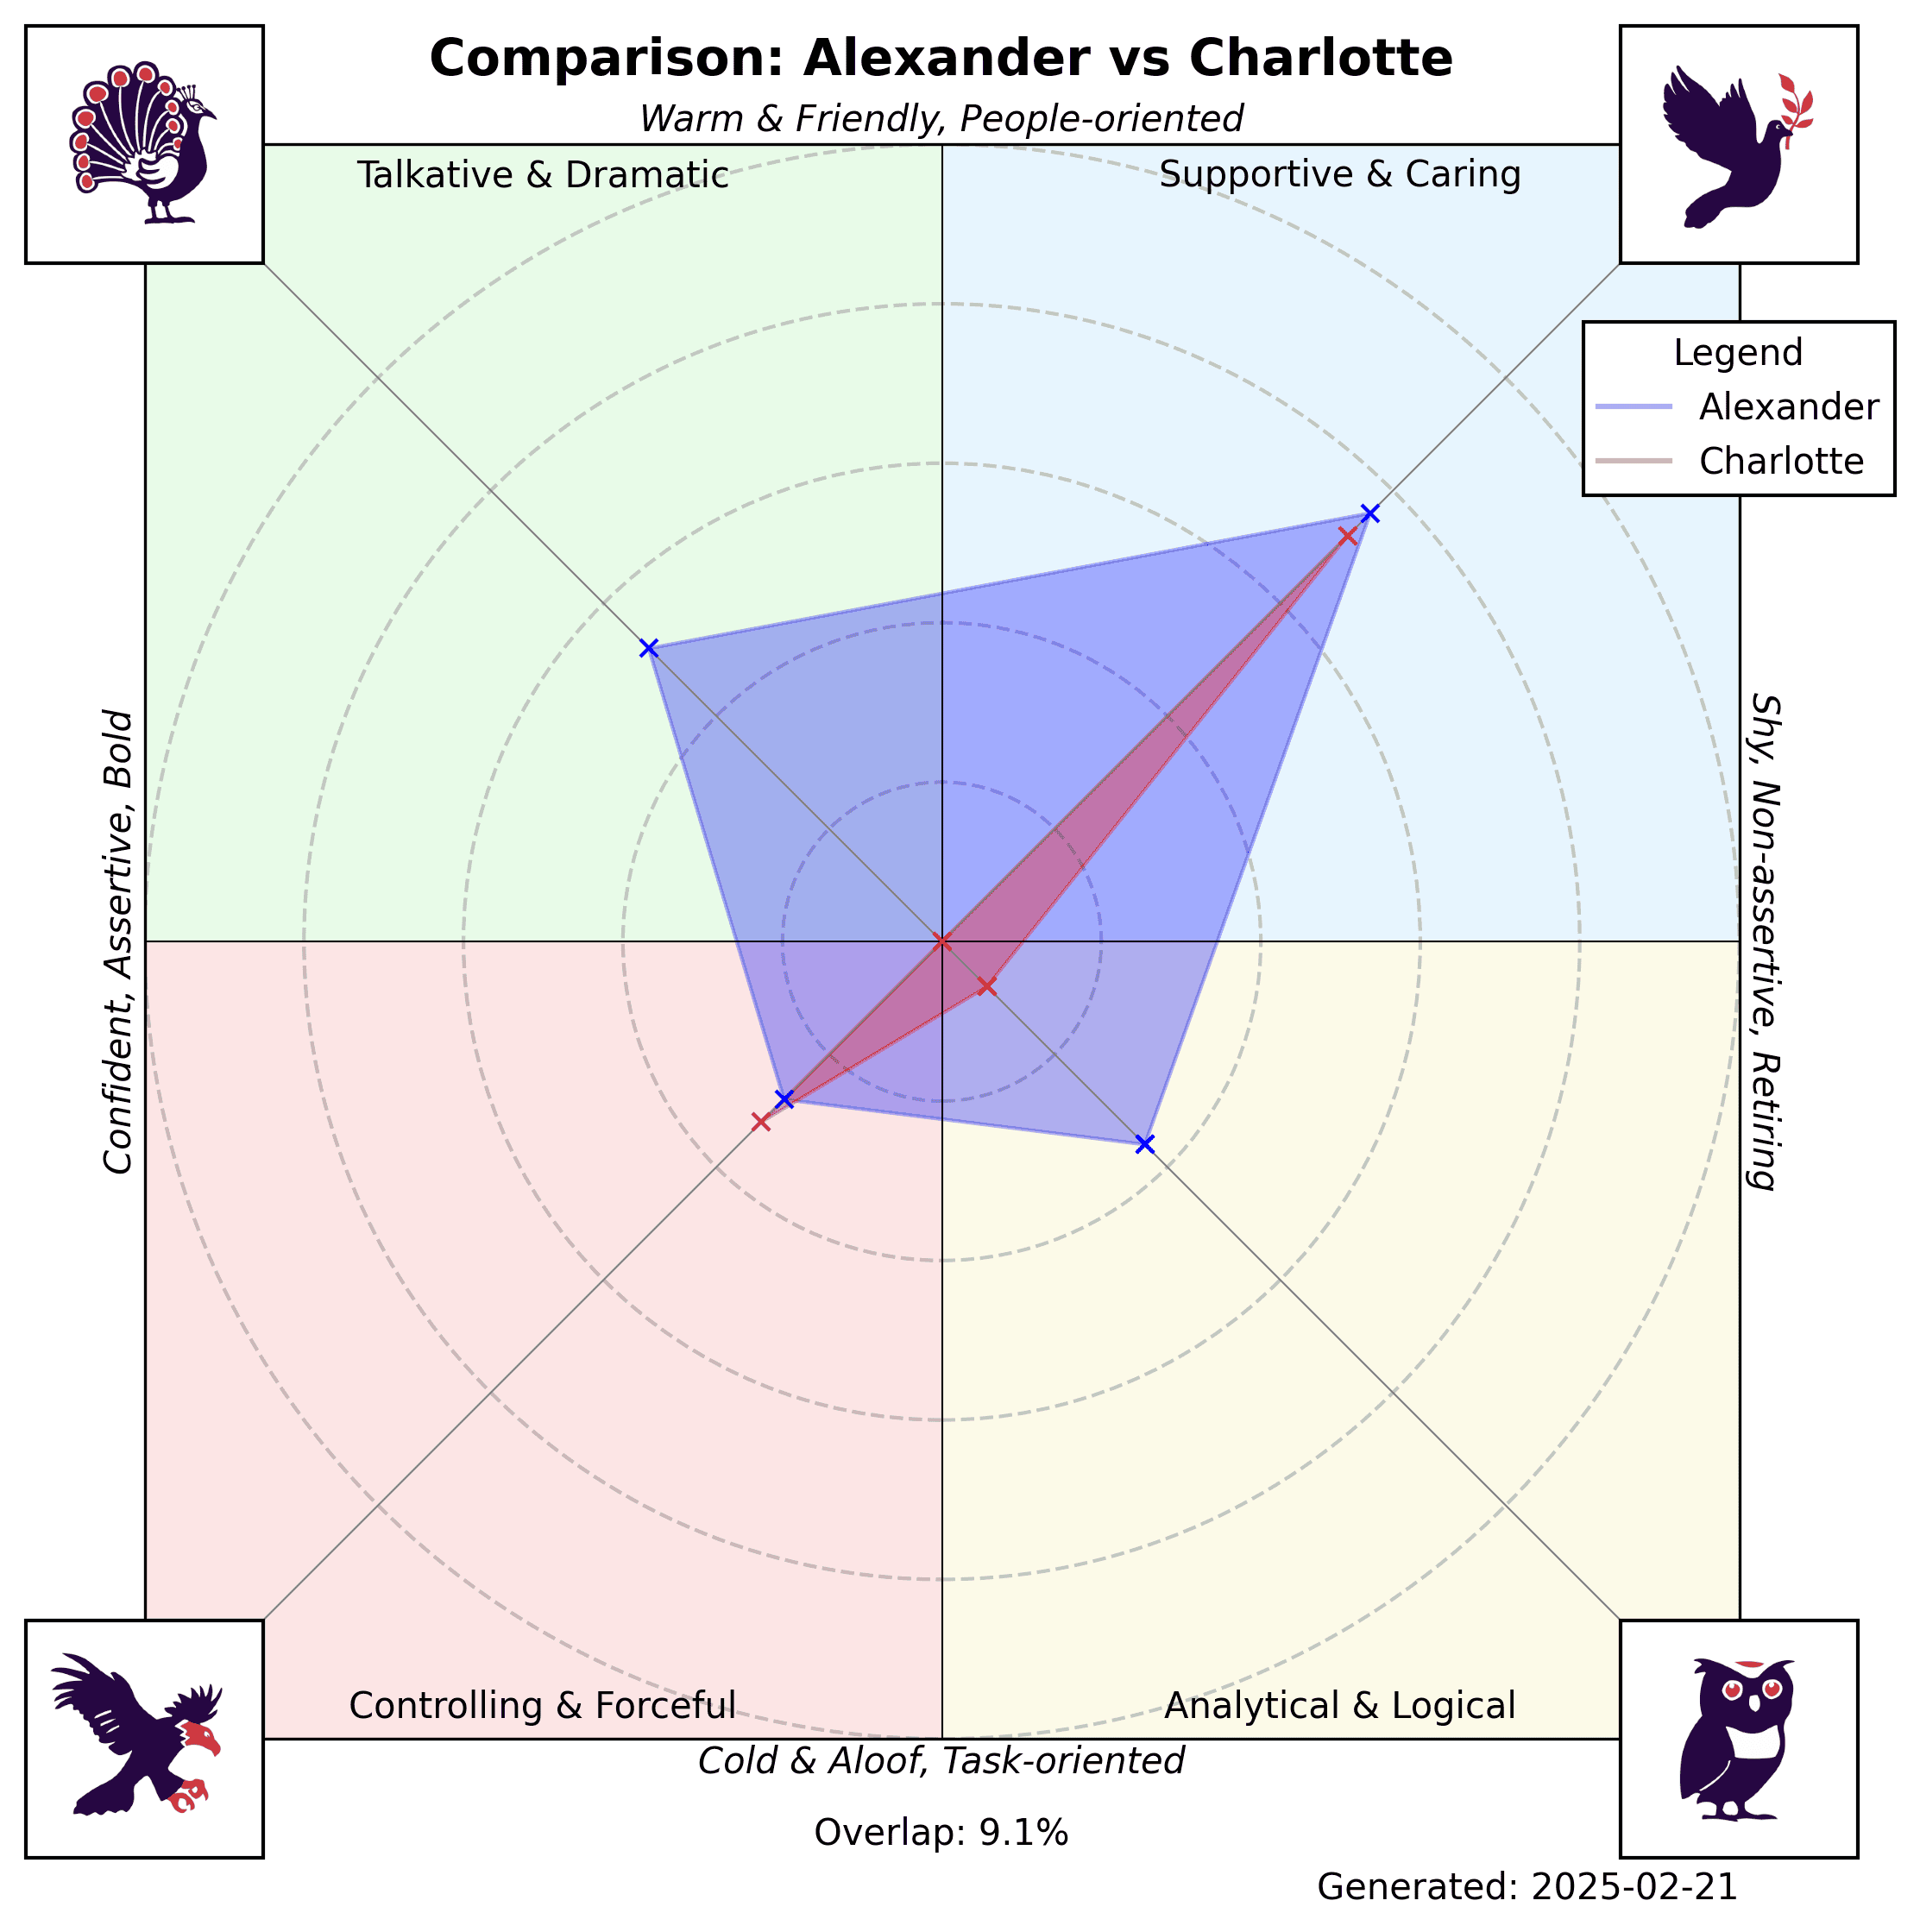 Comparison: Alexander vs Charlotte
Warm & Friendly, People-oriented
Talkative & Dramatic
Supportive & Caring
Legend
Alexander
Charlotte
Confident, Assertive, Bold
Shy, Non-assertive, Retiring
Controlling & Forceful
Analytical & Logical
Cold & Aloof, Task-oriented
Overlap: 9.1%
Generated: 2025-02-21